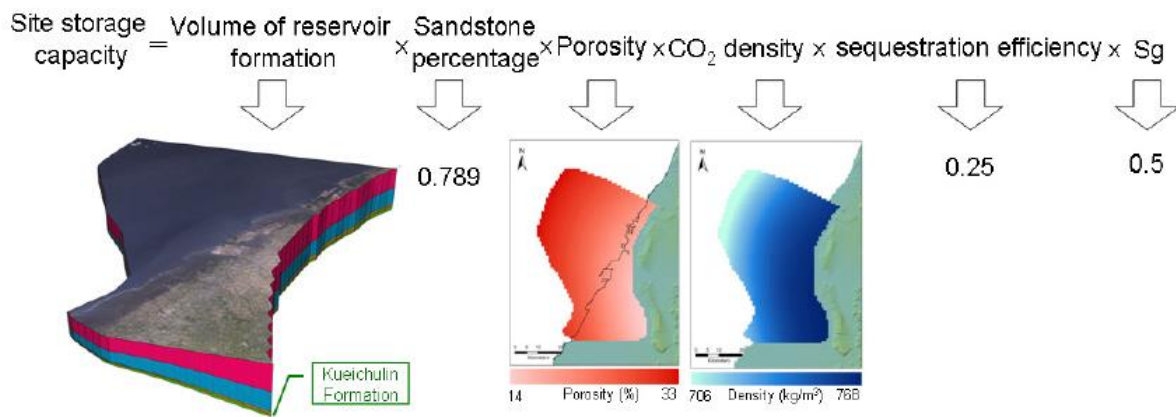 Site storage capacity = Volume of reservoir formation × Sandstone percentage × Porosity × CO₂ density × sequestration efficiency × Sg
0.789
0.25
0.5
N
N
Kueichulin
Formation
14 Porosity (%) 33
706 Density (kg/m³) 768